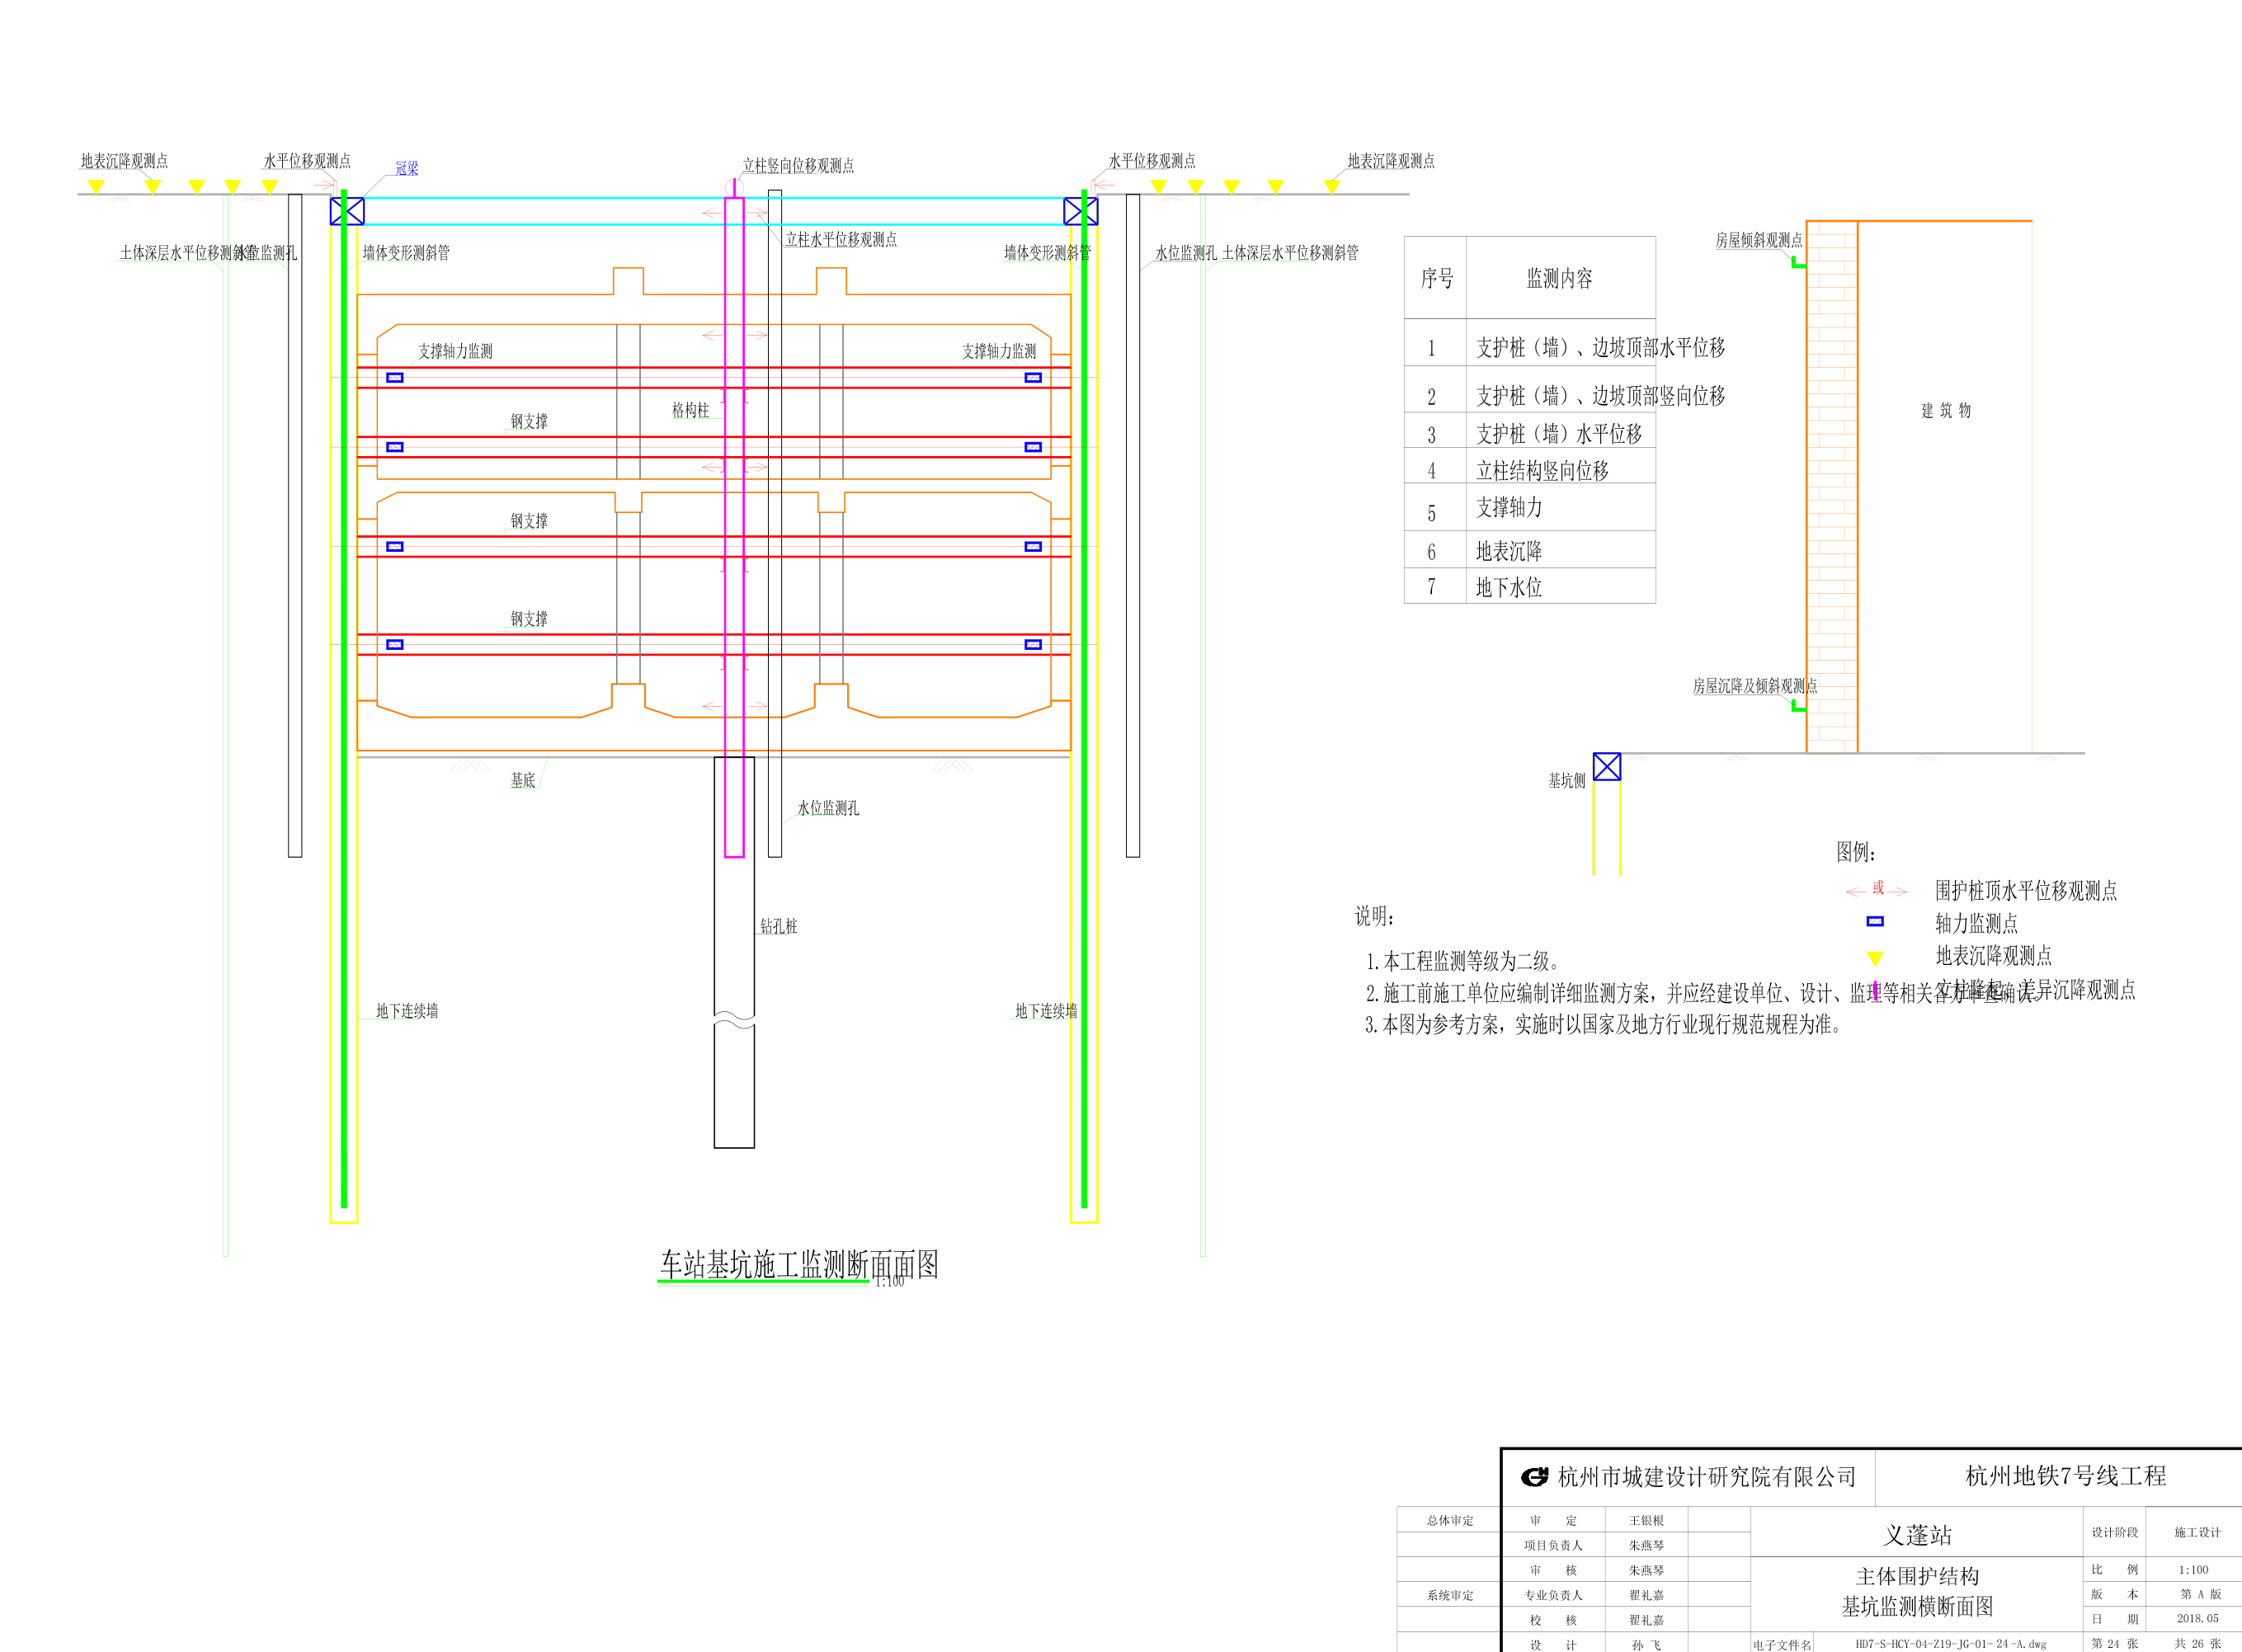 地表沉降观测点
水平位移观测点
冠梁
立柱竖向位移观测点
水平位移观测点
地表沉降观测点
土体深层水平位移测斜管
水位监测孔
墙体变形测斜管
立柱水平位移观测点
墙体变形测斜管
水位监测孔
土体深层水平位移测斜管
支撑轴力监测
支撑轴力监测
格构柱
钢支撑
钢支撑
钢支撑
基底
水位监测孔
钻孔桩
地下连续墙
地下连续墙
车站基坑施工监测断面面图
1:100
序号 监测内容
1 支护桩（墙）、边坡顶部水平位移
2 支护桩（墙）、边坡顶部竖向位移
3 支护桩（墙）水平位移
4 立柱结构竖向位移
5 支撑轴力
6 地表沉降
7 地下水位
房屋倾斜观测点
建 筑 物
房屋沉降及倾斜观测点
基坑侧
图例：
或 围护桩顶水平位移观测点
轴力监测点
地表沉降观测点
立柱隆起、差异沉降观测点
说明：
1.本工程监测等级为二级。
2.施工前施工单位应编制详细监测方案，并应经建设单位、设计、监理等相关各方审查确认。
3.本图为参考方案，实施时以国家及地方行业现行规范规程为准。
杭州市城建设计研究院有限公司 杭州地铁7号线工程
总体审定 审 定 王银根
项目负责人 朱燕琴
审 核 朱燕琴
系统审定 专业负责人 翟礼嘉
校 核 翟礼嘉
设 计 孙 飞
义蓬站
主体围护结构
基坑监测横断面图
电子文件名 HD7-S-HCY-04-Z19-JG-01-24-A.dwg
设计阶段 施工设计
比 例 1:100
版 本 第 A 版
日 期 2018.05
第 24 张 共 26 张